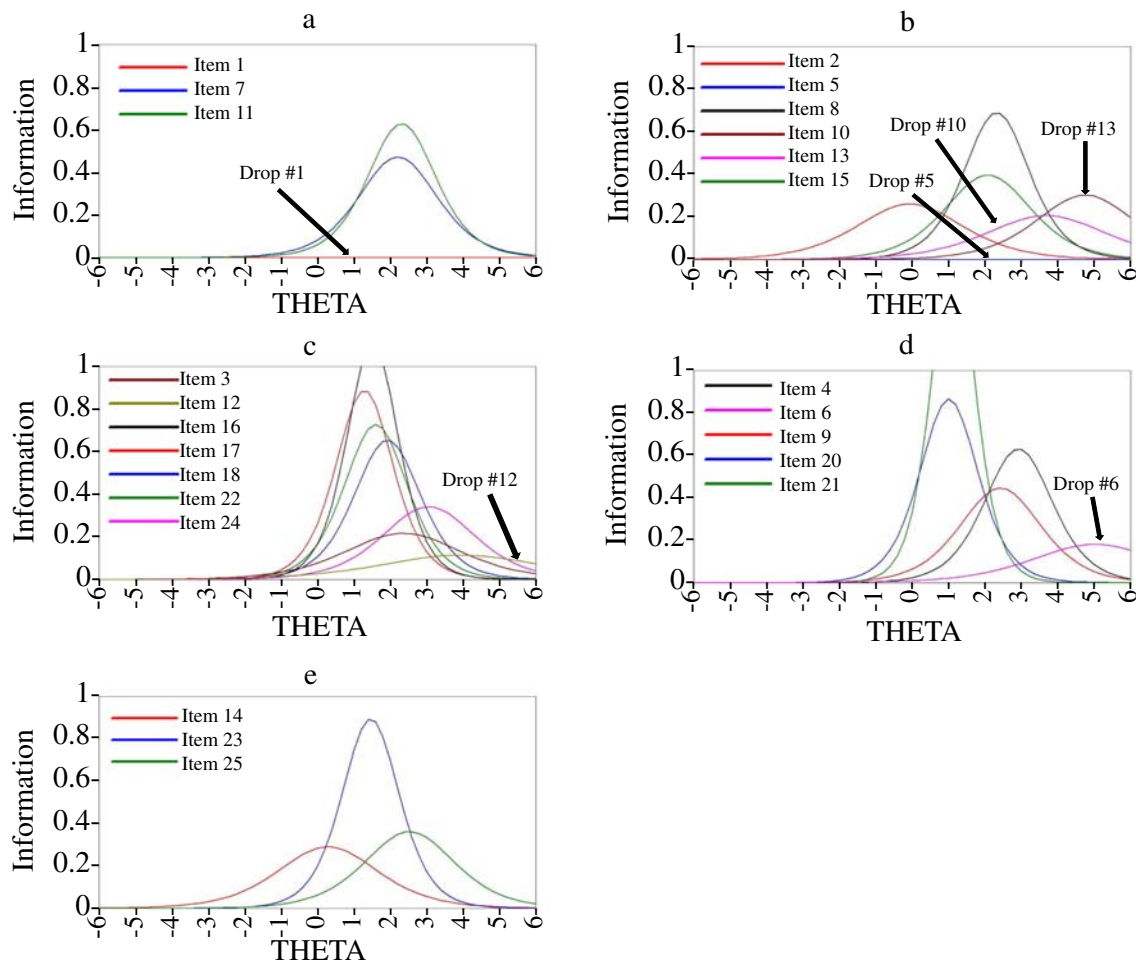 a
1
0.8
0.6
0.4
0.2
0
Information
Item 1
Item 7
Item 11
Drop #1
-6 -5 -4 -3 -2 -1 0 1 2 3 4 5 6
THETA
b
1
0.8
0.6
0.4
0.2
0
Information
Item 2
Item 5
Item 8
Item 10
Item 13
Item 15
Drop #10
Drop #13
Drop #5
-6 -5 -4 -3 -2 -1 0 1 2 3 4 5 6
THETA
c
1
0.8
0.6
0.4
0.2
0
Information
Item 3
Item 12
Item 16
Item 17
Item 18
Item 22
Item 24
Drop #12
-6 -5 -4 -3 -2 -1 0 1 2 3 4 5 6
THETA
d
1
0.8
0.6
0.4
0.2
0
Information
Item 4
Item 6
Item 9
Item 20
Item 21
Drop #6
-6 -5 -4 -3 -2 -1 0 1 2 3 4 5 6
THETA
e
1
0.8
0.6
0.4
0.2
0
Information
Item 14
Item 23
Item 25
-6 -5 -4 -3 -2 -1 0 1 2 3 4 5 6
THETA